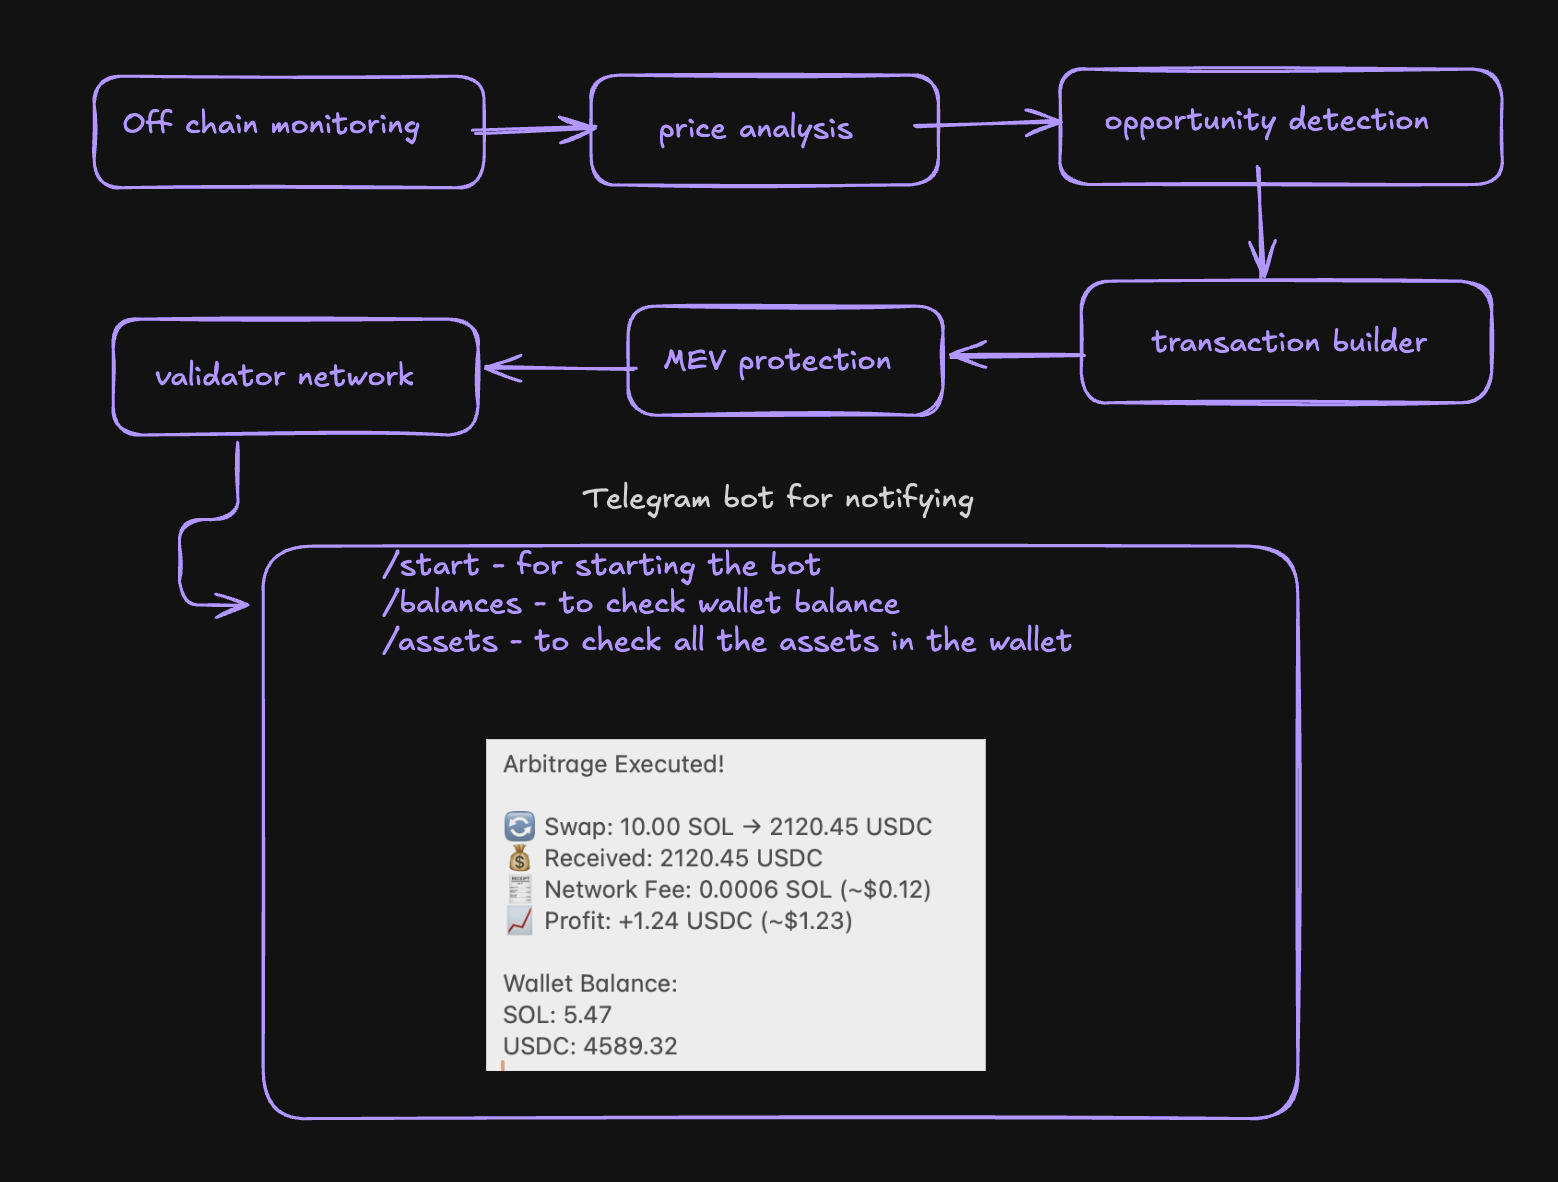 Off chain monitoring
price analysis
opportunity detection
transaction builder
MEV protection
validator network
Telegram bot for notifying
/start - for starting the bot
/balances - to check wallet balance
/assets - to check all the assets in the wallet
Arbitrage Executed!
🔄 Swap: 10.00 SOL → 2120.45 USDC
💰 Received: 2120.45 USDC
🧾 Network Fee: 0.0006 SOL (~$0.12)
📈 Profit: +1.24 USDC (~$1.23)
Wallet Balance:
SOL: 5.47
USDC: 4589.32